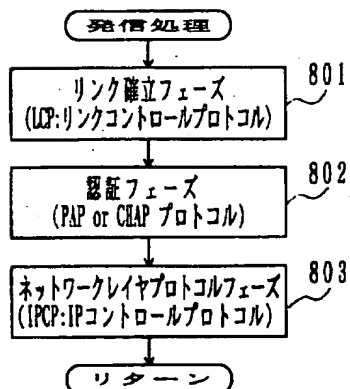 発信処理
リンク確立フェーズ
(LCP:リンクコントロールプロトコル)
801
認証フェーズ
(PAP or CHAP プロトコル)
802
ネットワークレイヤプロトコルフェーズ
(IPCP:IPコントロールプロトコル)
803
リターン